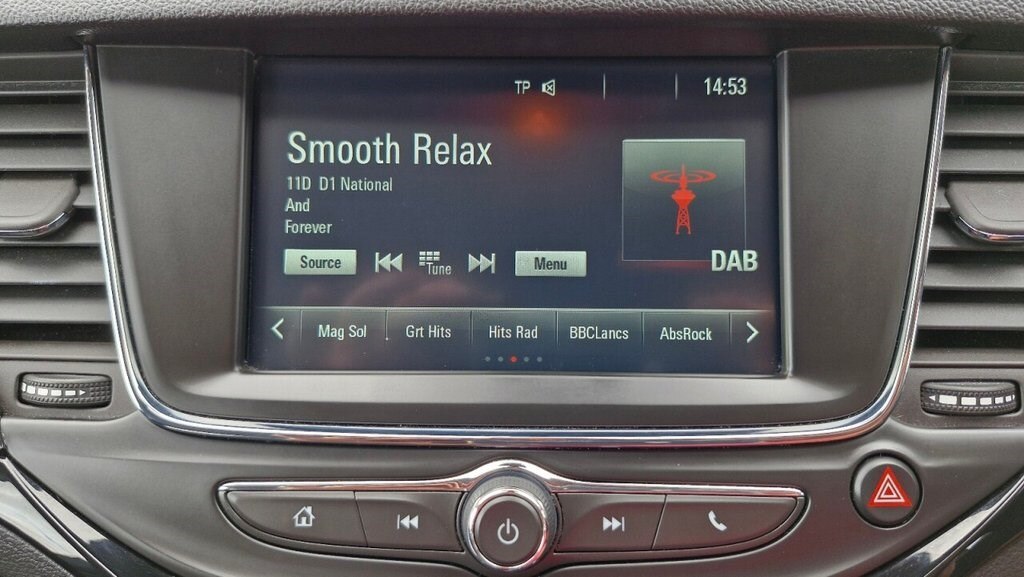 TP 14:53
Smooth Relax
11D D1 National
And
Forever
Source Tune Menu
DAB
Mag Sol Grt Hits Hits Rad BBCLancs AbsRock